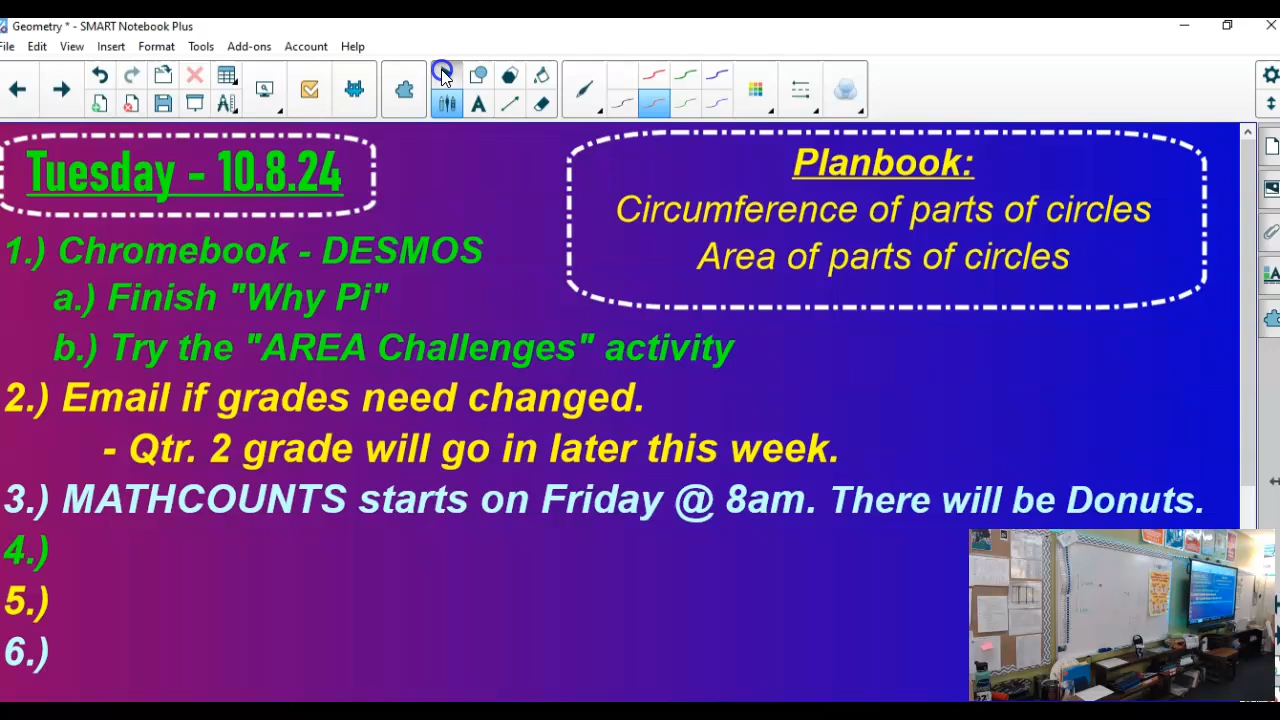 Geometry * - SMART Notebook Plus
File Edit View Insert Format Tools Add-ons Account Help
Tuesday - 10.8.24
Planbook:
Circumference of parts of circles
Area of parts of circles
1.) Chromebook - DESMOS
a.) Finish "Why Pi"
b.) Try the "AREA Challenges" activity
2.) Email if grades need changed.
- Qtr. 2 grade will go in later this week.
3.) MATHCOUNTS starts on Friday @ 8am. There will be Donuts.
4.)
5.)
6.)